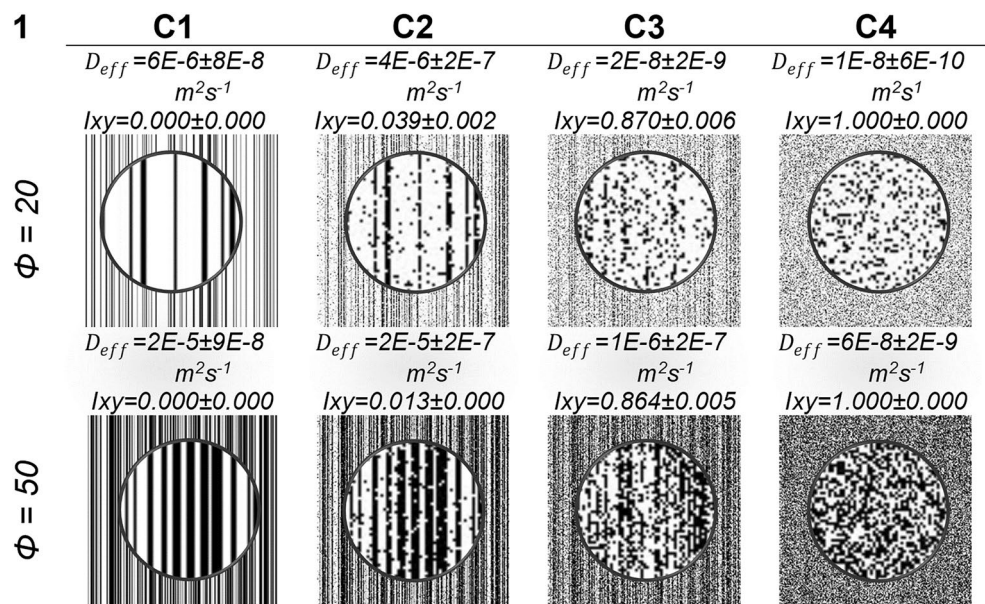 1 C1 C2 C3 C4
D_eff =6E-6±8E-8 D_eff =4E-6±2E-7 D_eff =2E-8±2E-9 D_eff =1E-8±6E-10
m²s⁻¹ m²s⁻¹ m²s¹ m²s⁻¹
Ixy=0.000±0.000 Ixy=0.039±0.002 Ixy=0.870±0.006 Ixy=1.000±0.000
Φ = 20
D_eff =2E-5±9E-8 D_eff =2E-5±2E-7 D_eff =1E-6±2E-7 D_eff =6E-8±2E-9
m²s⁻¹ m²s⁻¹ m²s⁻¹ m²s⁻¹
Ixy=0.000±0.000 Ixy=0.013±0.000 Ixy=0.864±0.005 Ixy=1.000±0.000
Φ = 50